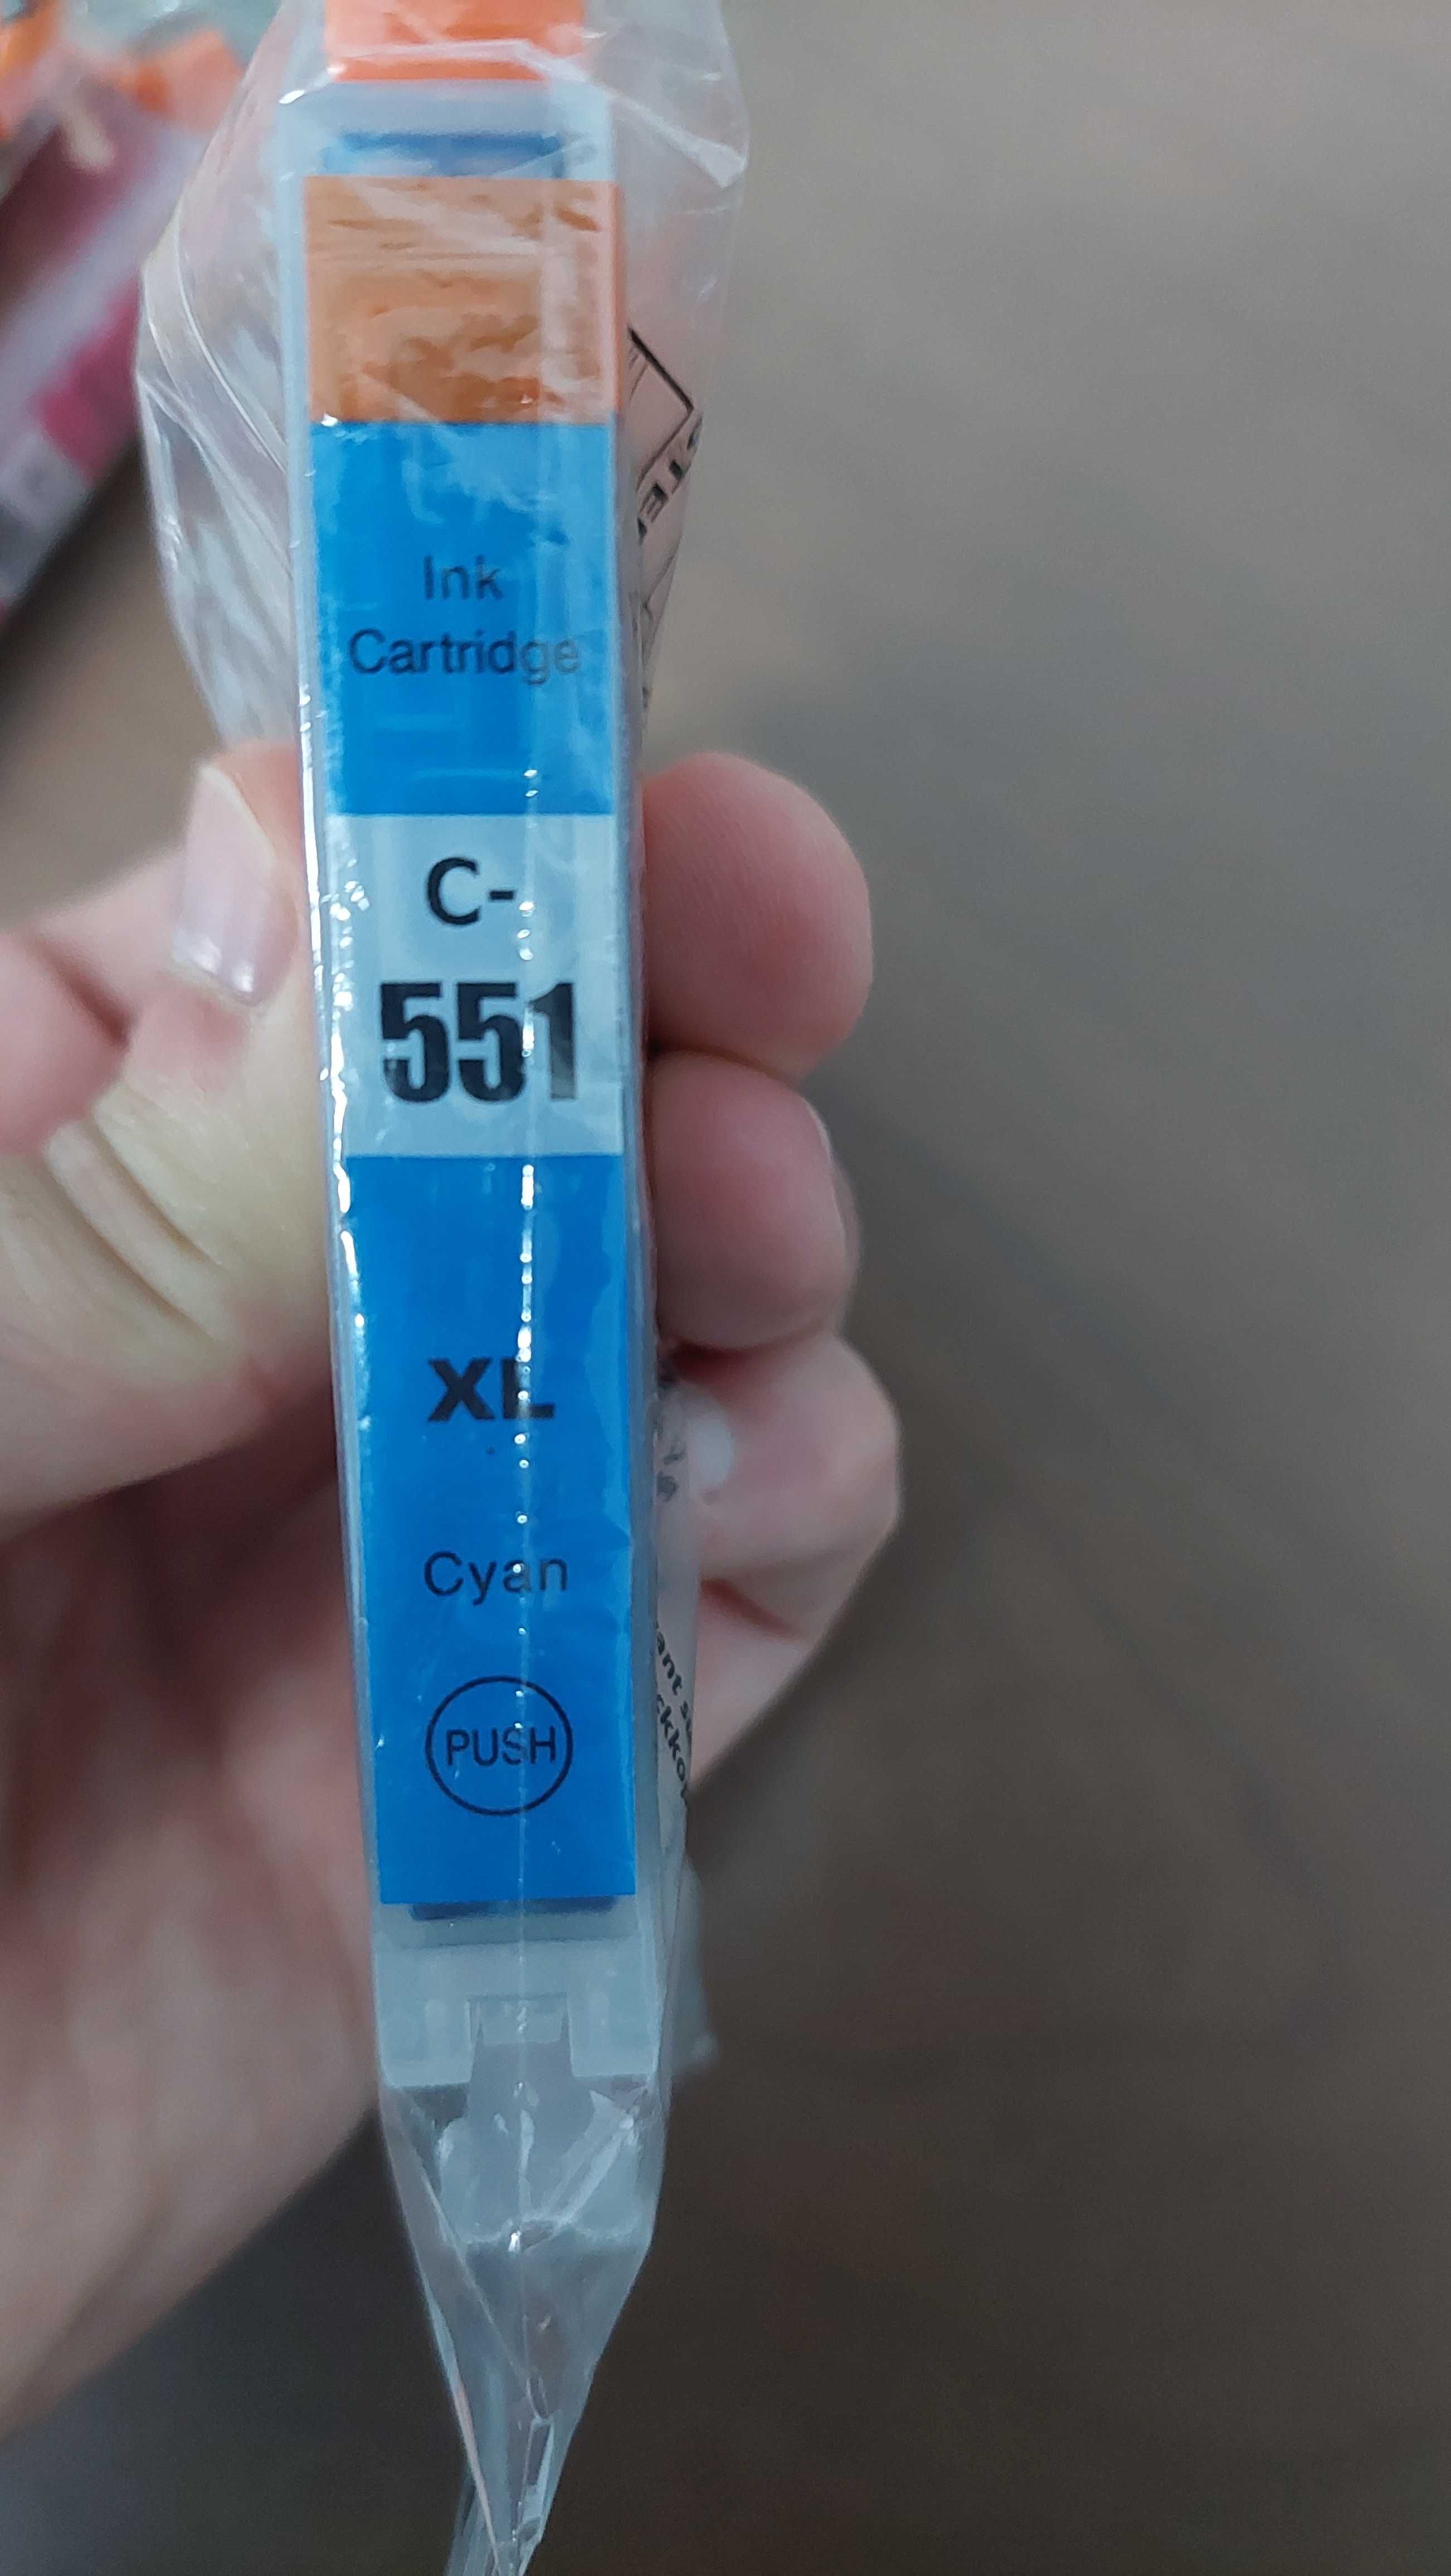 Ink
Cartridge
C-
551
XL
Cyan
PUSH